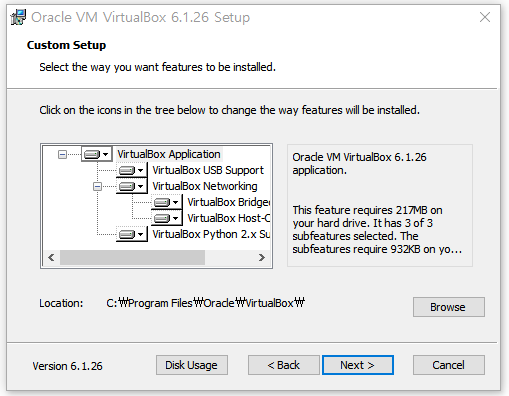 Oracle VM VirtualBox 6.1.26 Setup
Custom Setup
Select the way you want features to be installed.
Click on the icons in the tree below to change the way features will be installed.
VirtualBox Application
VirtualBox USB Support
VirtualBox Networking
VirtualBox Bridge
VirtualBox Host-C
VirtualBox Python 2.x Su
Oracle VM VirtualBox 6.1.26
application.
This feature requires 217MB on
your hard drive. It has 3 of 3
subfeatures selected. The
subfeatures require 932KB on yo...
Location: C:₩Program Files₩Oracle₩VirtualBox₩
Browse
Version 6.1.26
Disk Usage
< Back
Next >
Cancel